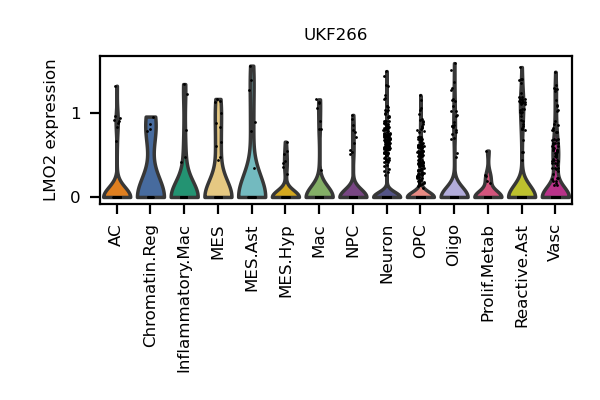 UKF266
LMO2 expression
1
0
AC
Chromatin.Reg
Inflammatory.Mac
MES
MES.Ast
MES.Hyp
Mac
NPC
Neuron
OPC
Oligo
Prolif.Metab
Reactive.Ast
Vasc